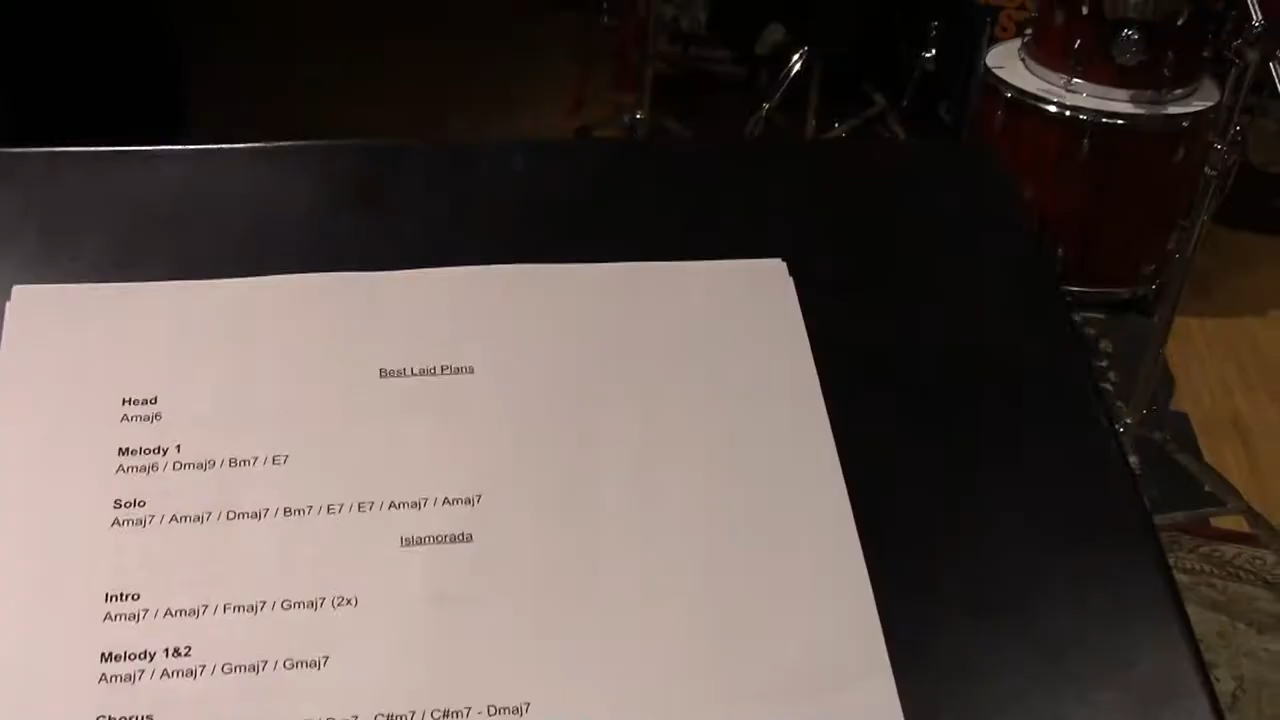 Best Laid Plans
Head
Amaj6
Melody 1
Amaj6 / Dmaj9 / Bm7 / E7
Solo
Amaj7 / Amaj7 / Dmaj7 / Bm7 / E7 / E7 / Amaj7 / Amaj7
Islamorada
Intro
Amaj7 / Amaj7 / Fmaj7 / Gmaj7 (2x)
Melody 1&2
Amaj7 / Amaj7 / Gmaj7 / Gmaj7
Chorus
C#m7 / C#m7 - Dmaj7